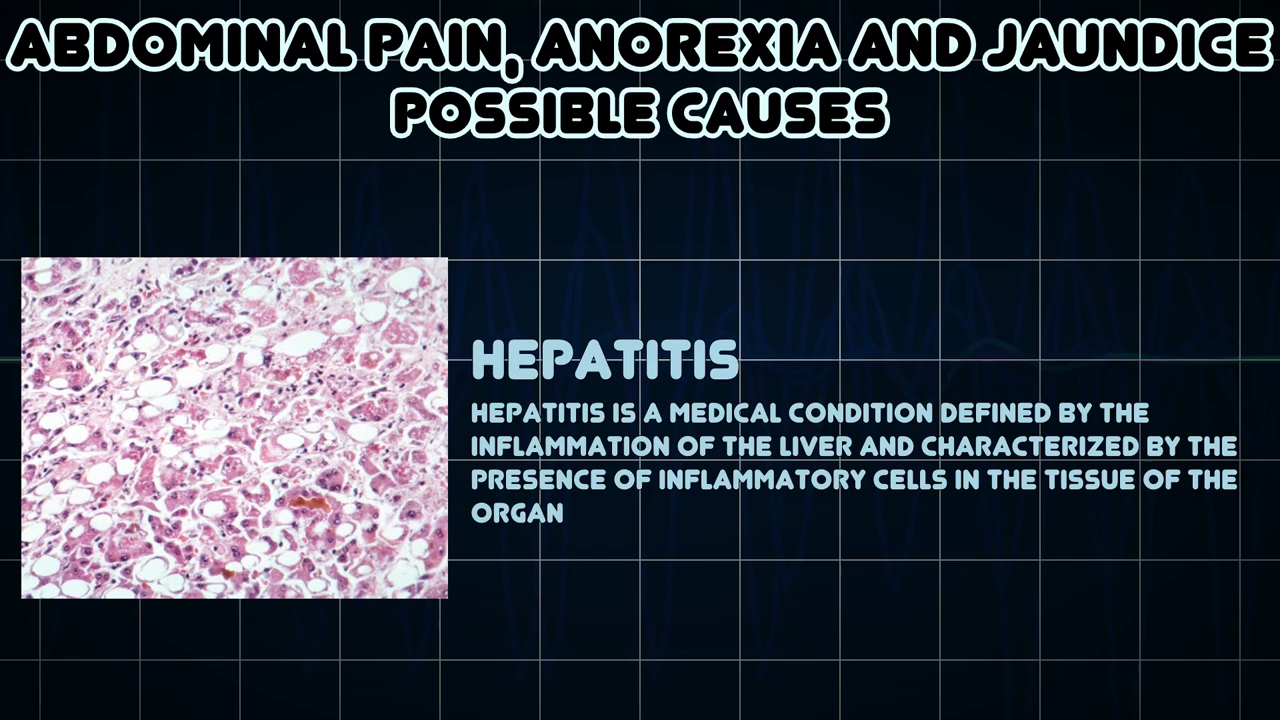 ABDOMINAL PAIN, ANOREXIA AND JAUNDICE
POSSIBLE CAUSES
HEPATITIS
HEPATITIS IS A MEDICAL CONDITION DEFINED BY THE
INFLAMMATION OF THE LIVER AND CHARACTERIZED BY THE
PRESENCE OF INFLAMMATORY CELLS IN THE TISSUE OF THE
ORGAN